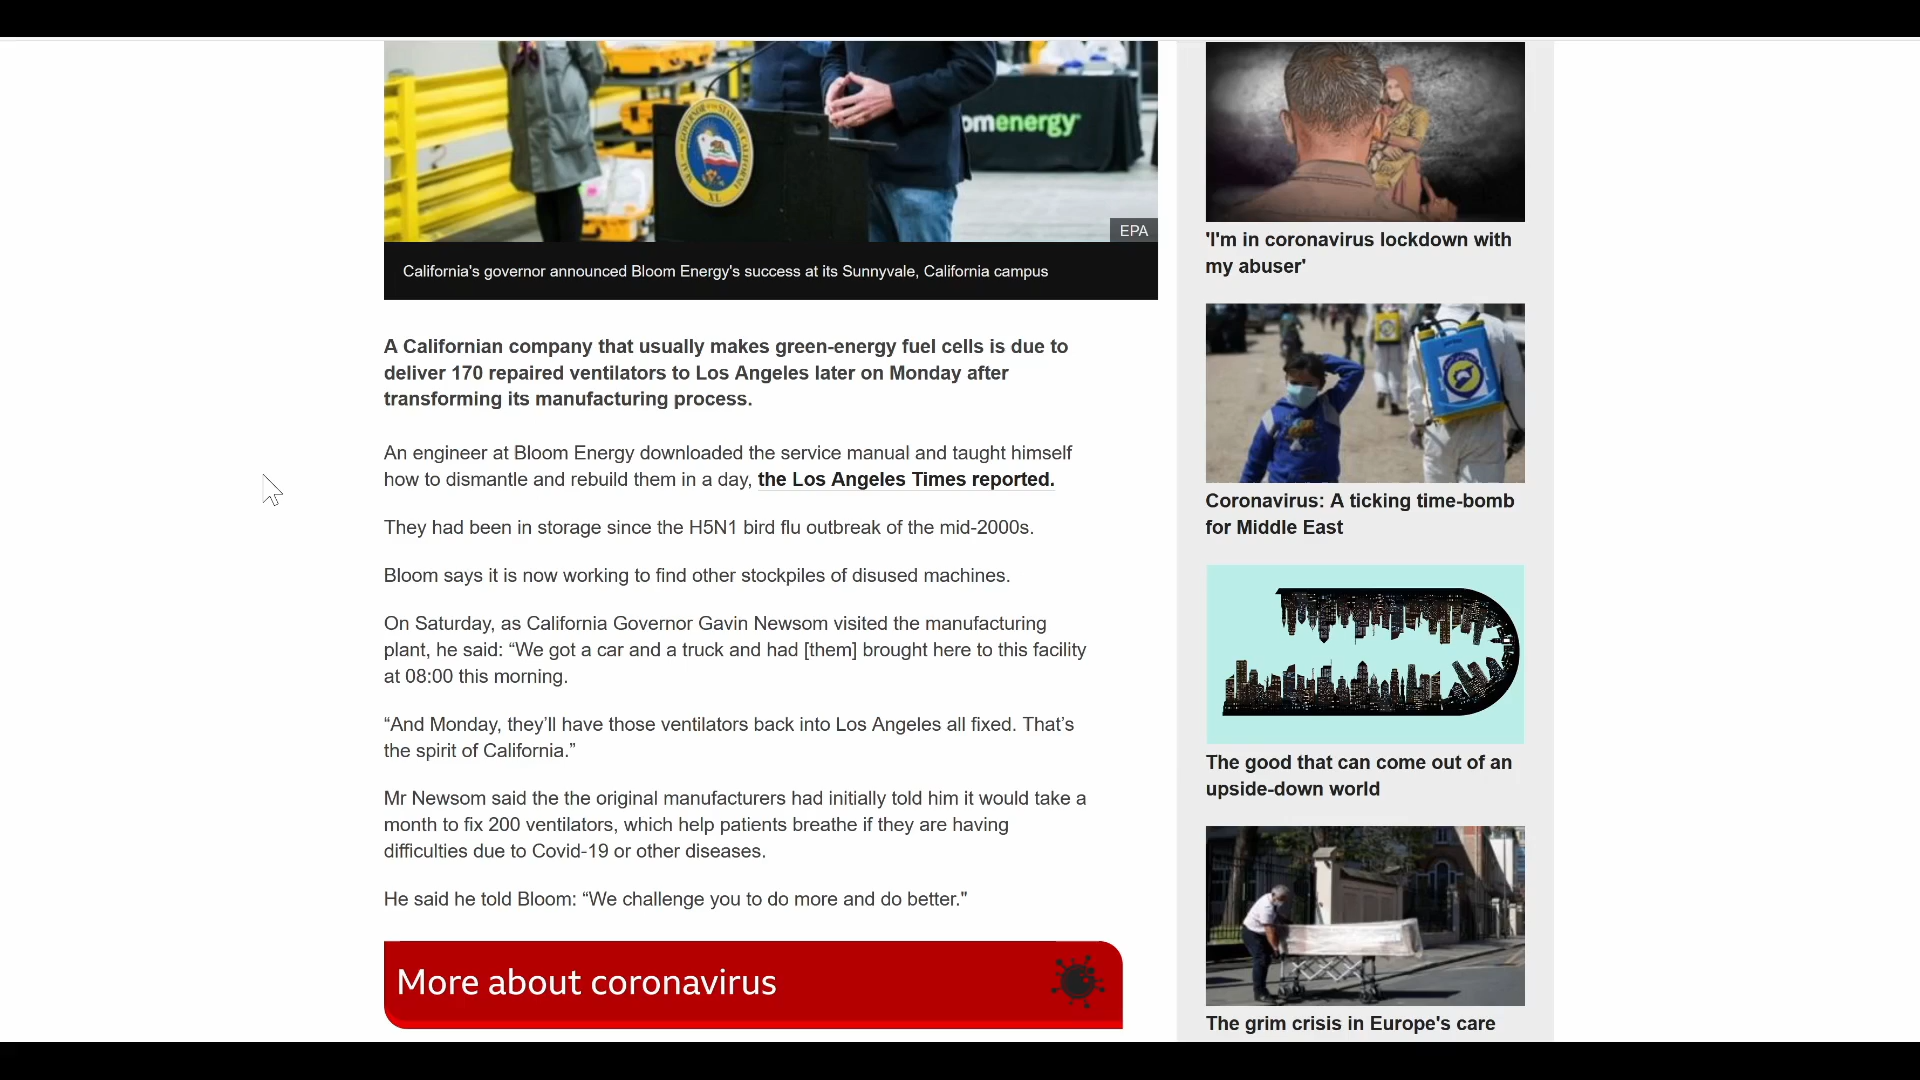 omenergy
EPA
California's governor announced Bloom Energy's success at its Sunnyvale, California campus
A Californian company that usually makes green-energy fuel cells is due to
deliver 170 repaired ventilators to Los Angeles later on Monday after
transforming its manufacturing process.
An engineer at Bloom Energy downloaded the service manual and taught himself
how to dismantle and rebuild them in a day, the Los Angeles Times reported.
They had been in storage since the H5N1 bird flu outbreak of the mid-2000s.
Bloom says it is now working to find other stockpiles of disused machines.
On Saturday, as California Governor Gavin Newsom visited the manufacturing
plant, he said: “We got a car and a truck and had [them] brought here to this facility
at 08:00 this morning.
“And Monday, they’ll have those ventilators back into Los Angeles all fixed. That’s
the spirit of California.”
Mr Newsom said the the original manufacturers had initially told him it would take a
month to fix 200 ventilators, which help patients breathe if they are having
difficulties due to Covid-19 or other diseases.
He said he told Bloom: “We challenge you to do more and do better."
More about coronavirus
'I'm in coronavirus lockdown with
my abuser'
Coronavirus: A ticking time-bomb
for Middle East
The good that can come out of an
upside-down world
The grim crisis in Europe's care